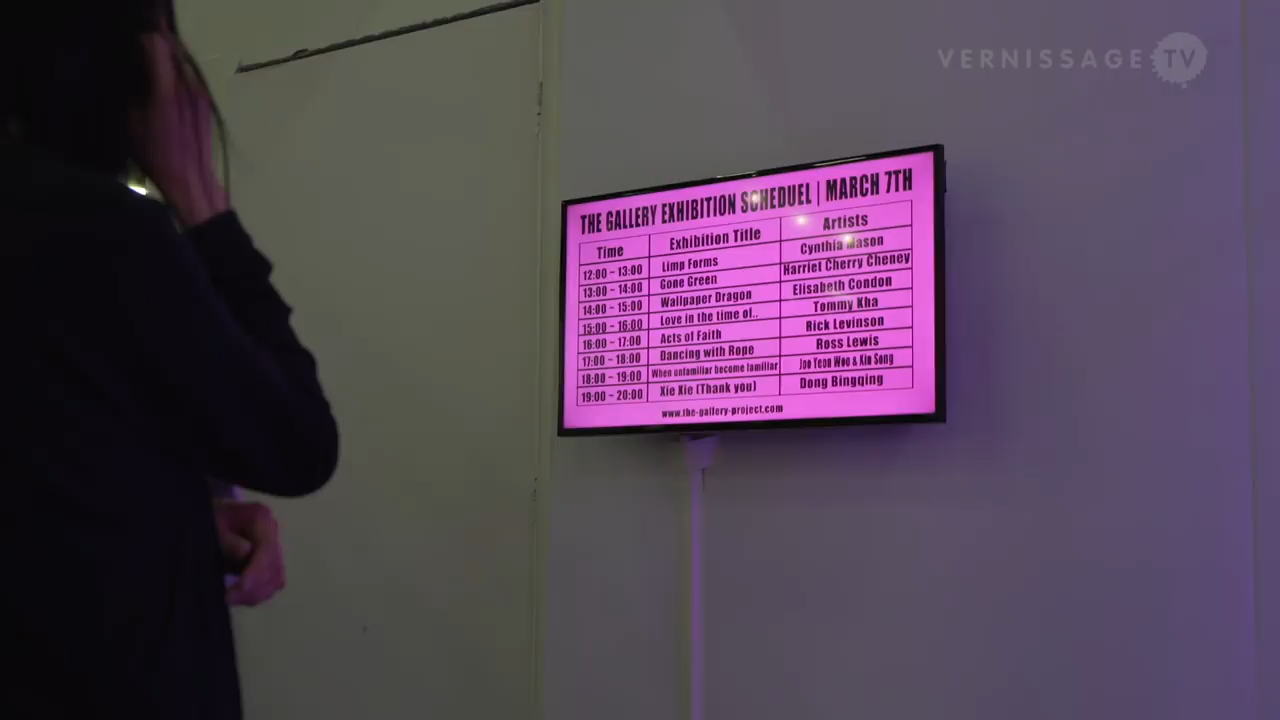 VERNISSAGE TV
THE GALLERY EXHIBITION SCHEDUEL | MARCH 7TH
Time Exhibition Title Artists
12:00 - 13:00 Limp Forms Cynthia Mason
13:00 - 14:00 Gone Green Harriet Cherry Cheney
14:00 - 15:00 Wallpaper Dragon Elisabeth Condon
15:00 - 16:00 Love in the time of.. Tommy Kha
16:00 - 17:00 Acts of Faith Rick Levinson
17:00 - 18:00 Dancing with Rope Ross Lewis
18:00 - 19:00 When unfamiliar become familiar Joo Yeon Woo & Kim Song
19:00 - 20:00 Xie Xie (Thank you) Dong Bingqing
www.the-gallery-project.com